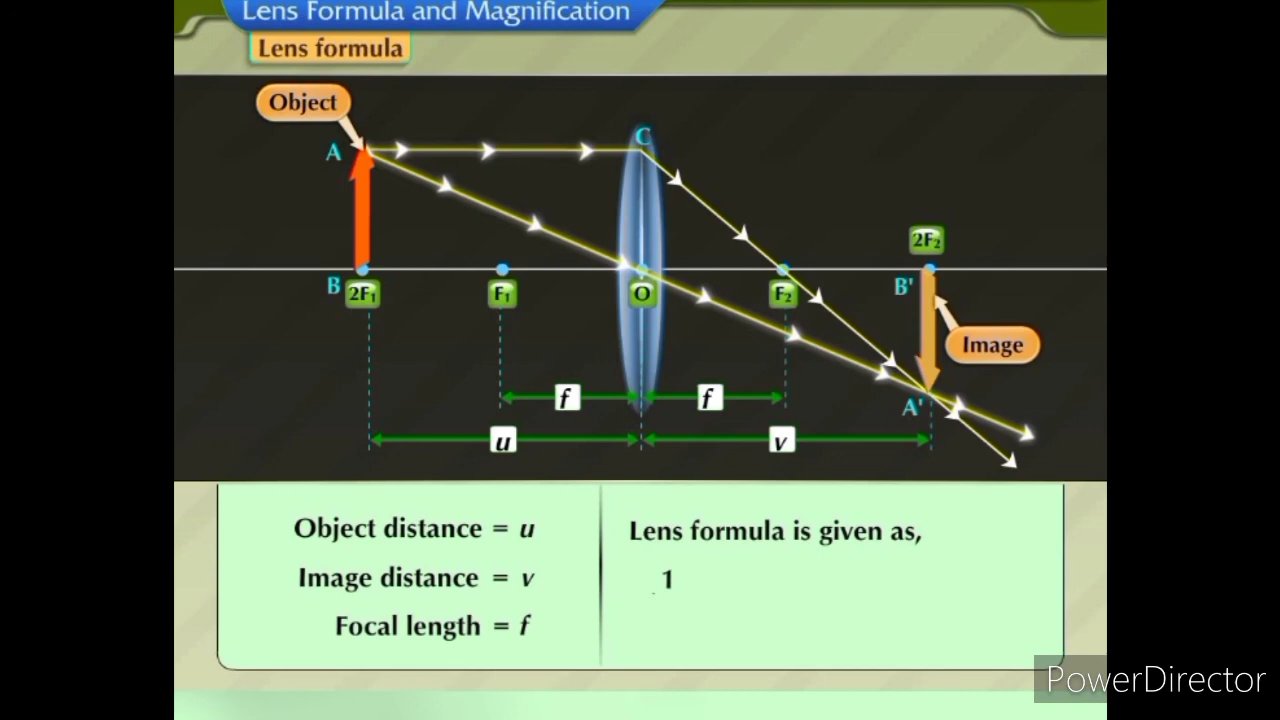 Lens Formula and Magnification
Lens formula
Object
A
C
2F₂
B
2F₁
F₁
O
F₂
B'
Image
f
f
A'
u
v
Object distance = u
Lens formula is given as,
Image distance = v
1
Focal length = f
PowerDirector